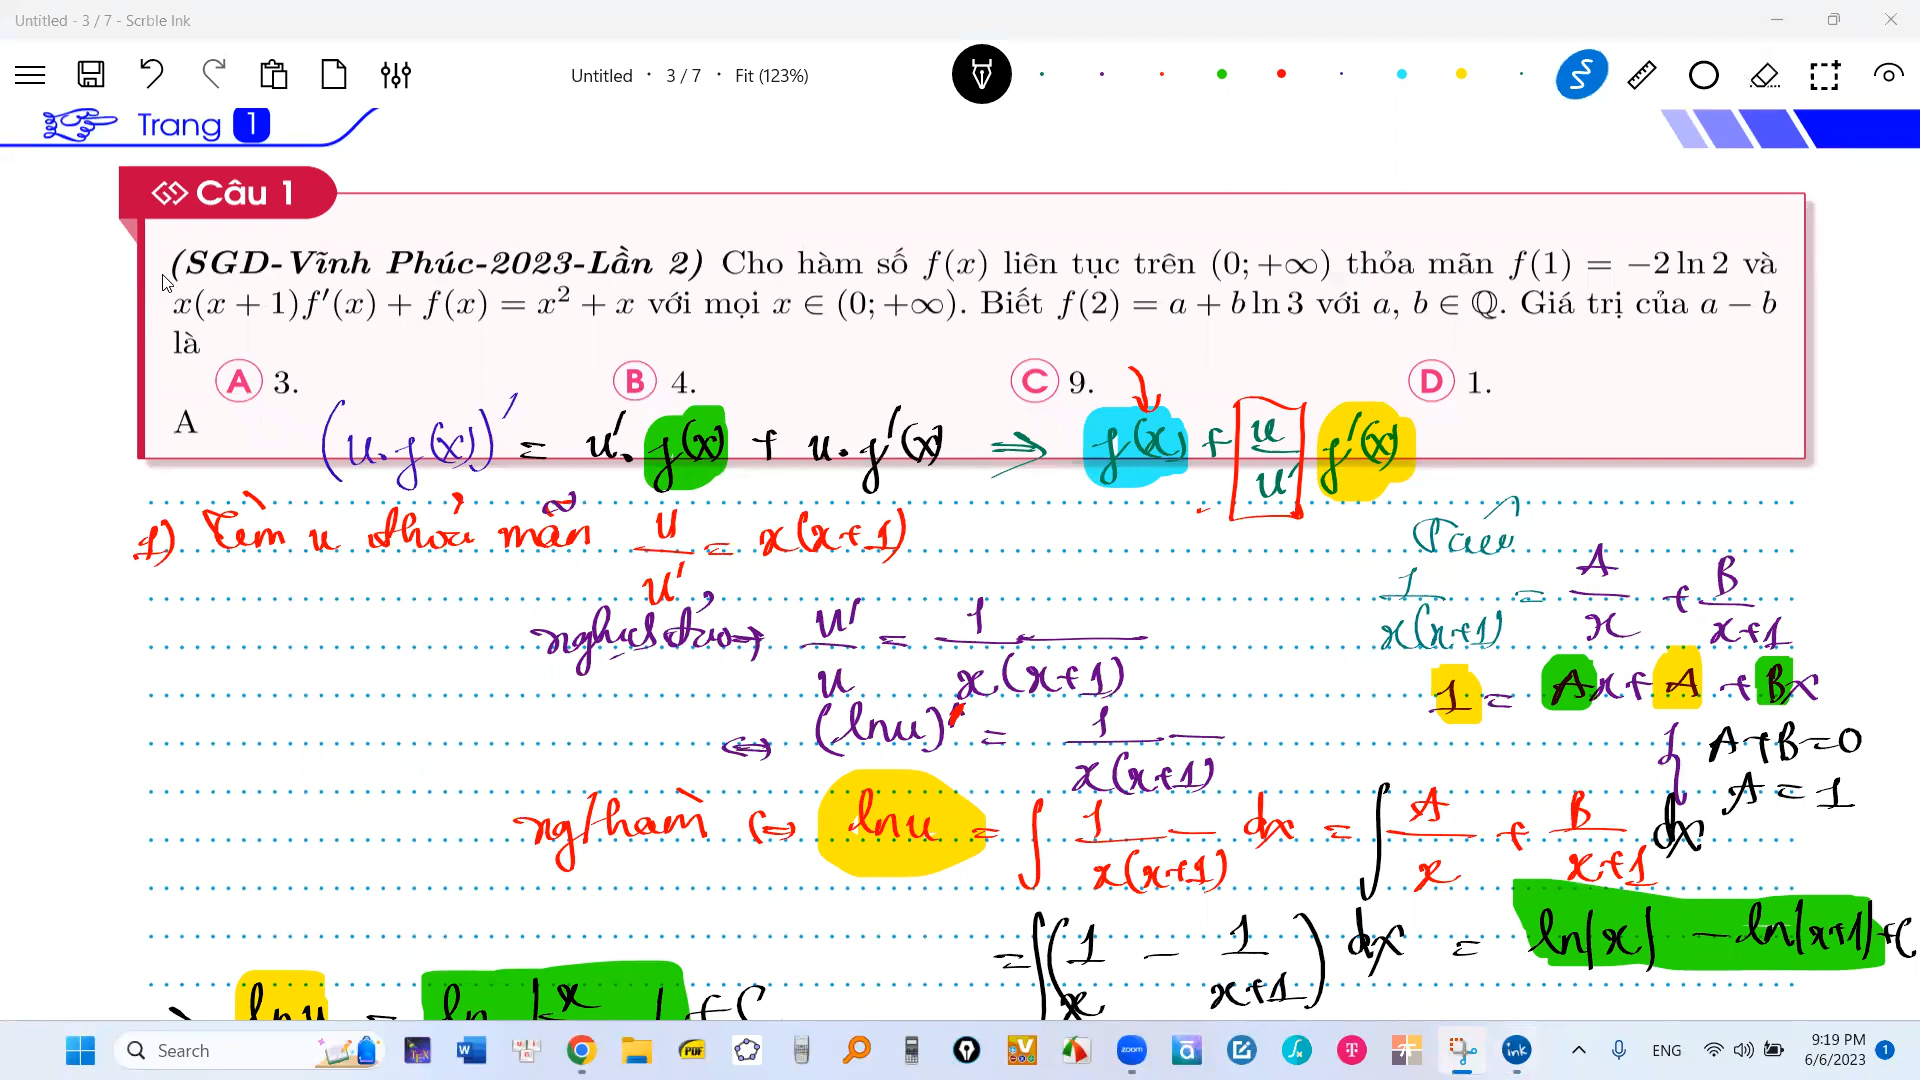 Untitled - 3 / 7 - Scrble Ink
Untitled • 3 / 7 • Fit (123%)
Trang 1
Câu 1
(SGD-Vĩnh Phúc-2023-Lần 2) Cho hàm số f(x) liên tục trên (0; +∞) thỏa mãn f(1) = −2 ln 2 và
x(x + 1)f′(x) + f(x) = x² + x với mọi x ∈ (0; +∞). Biết f(2) = a + b ln 3 với a, b ∈ ℚ. Giá trị của a − b
là
A 3. B 4. C 9. D 1.
A
(u.f(x))' = u'.f(x) + u.f'(x) ⇒ f(x) + u/u' f'(x)
1) Tìm u thỏa mãn u/u' = x(x+1)
nghịch đảo → u'/u = 1/x(x+1)
⇔ (lnu)' = 1/x(x+1)
ng/hàm ⇔ lnu = ∫ 1/x(x+1) dx = ∫ A/x + B/x+1 dx
= ∫(1/x − 1/x+1) dx = ln|x| − ln|x+1| + C
1/x(x+1) = A/x + B/x+1
1 = Ax + A + Bx
{ A+B=0
A = 1
lnu = ln |x | + C
Search
ENG
9:19 PM
6/6/2023